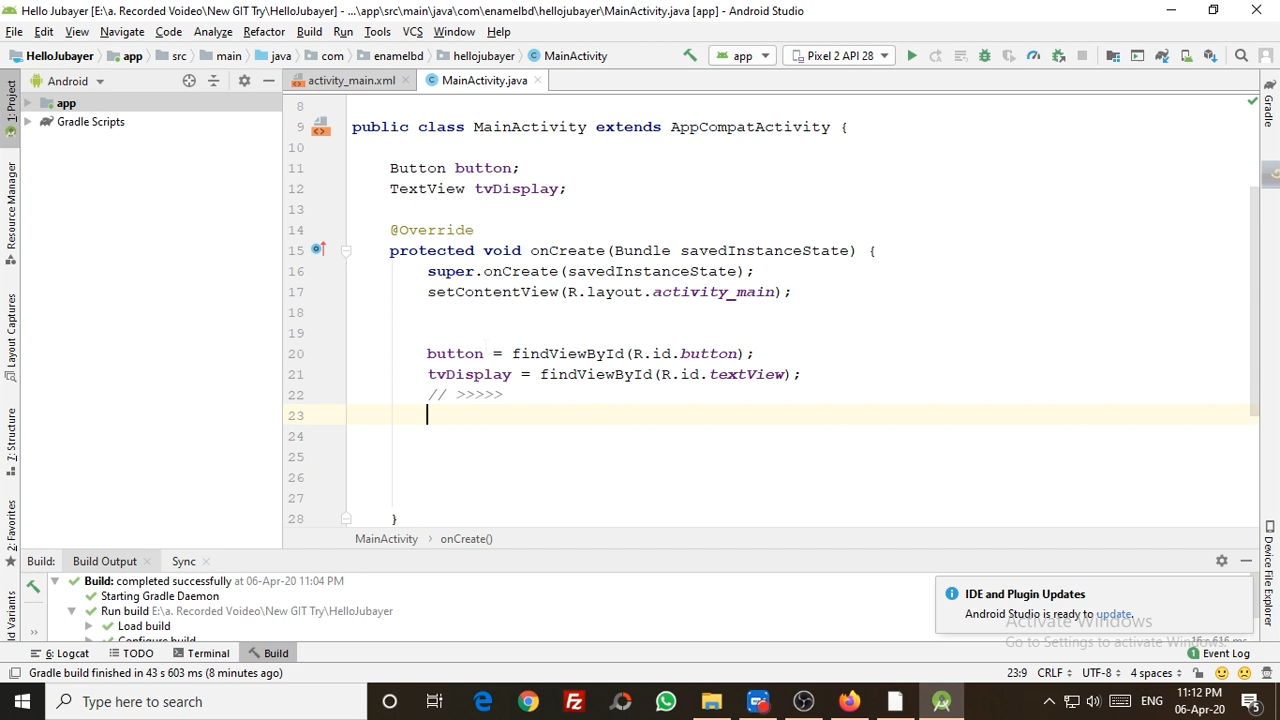 Hello Jubayer [E:\a. Recorded Voideo\New GIT Try\HelloJubayer] - ...\app\src\main\java\com\enamelbd\hellojubayer\MainActivity.java [app] - Android Studio
File Edit View Navigate Code Analyze Refactor Build Run Tools VCS Window Help
HelloJubayer app src main java com enamelbd hellojubayer MainActivity app Pixel 2 API 28
Android activity_main.xml MainActivity.java
1: Project
Resource Manager
Layout Captures
7: Structure
2: Favorites
Gradle
Device File Explorer
app
Gradle Scripts
8
9 public class MainActivity extends AppCompatActivity {
10
11 Button button;
12 TextView tvDisplay;
13
14 @Override
15 protected void onCreate(Bundle savedInstanceState) {
16 super.onCreate(savedInstanceState);
17 setContentView(R.layout.activity_main);
18
19
20 button = findViewById(R.id.button);
21 tvDisplay = findViewById(R.id.textView);
22 // >>>>>
23
24
25
26
27
28 }
MainActivity › onCreate()
Build: Build Output Sync
Build: completed successfully at 06-Apr-20 11:04 PM
Starting Gradle Daemon
Run build E:\a. Recorded Voideo\New GIT Try\HelloJubayer
Load build
Configure build
IDE and Plugin Updates
Android Studio is ready to update.
Activate Windows
Go to Settings to activate Windows.
6: Logcat TODO Terminal Build Event Log
Gradle build finished in 43 s 603 ms (8 minutes ago) 23:9 CRLF UTF-8 4 spaces
Type here to search ENG 11:12 PM
06-Apr-20 5